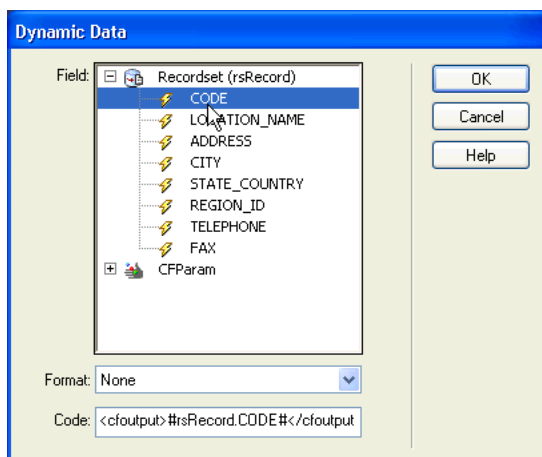 Dynamic Data
Field:
Recordset (rsRecord)
CODE
LOCATION_NAME
ADDRESS
CITY
STATE_COUNTRY
REGION_ID
TELEPHONE
FAX
CFParam
OK
Cancel
Help
Format: None
Code: <cfoutput>#rsRecord.CODE#</cfoutput